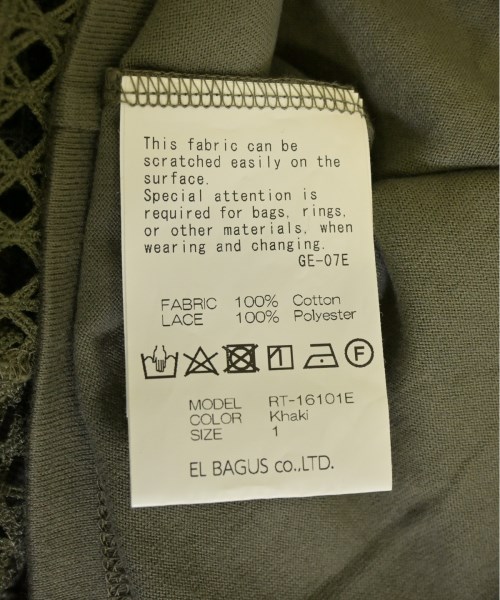 This fabric can be
scratched easily on the
surface.
Special attention is
required for bags, rings,
or other materials, when
wearing and changing.
GE-07E
FABRIC 100% Cotton
LACE 100% Polyester
F
MODEL RT-16101E
COLOR Khaki
SIZE 1
EL BAGUS co.,LTD.